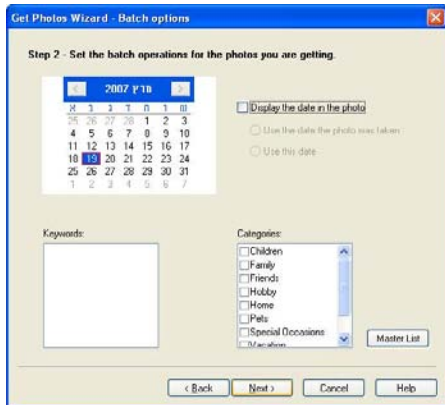 Get Photos Wizard - Batch options
Step 2 - Set the batch operations for the photos you are getting.
מרץ 2007
א ב ג ד ה ו ש
25 26 27 28 1 2 3
4 5 6 7 8 9 10
11 12 13 14 15 16 17
18 19 20 21 22 23 24
25 26 27 28 29 30 31
1 2 3 4 5 6 7
Display the date in the photo
Use the date the photo was taken
Use this date
Keywords:
Categories:
Children
Family
Friends
Hobby
Home
Pets
Special Occasions
Vacation
Master List
< Back
Next >
Cancel
Help